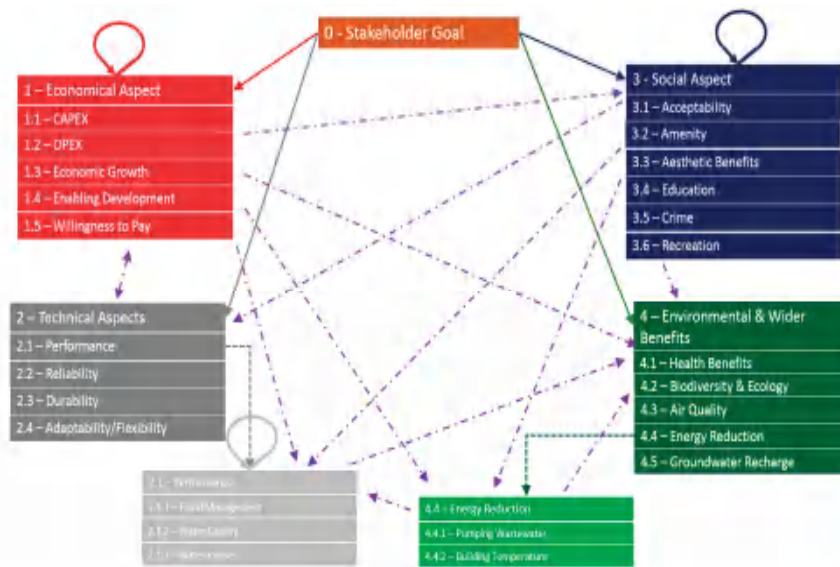 0 - Stakeholder Goal
1 – Economical Aspect
1.1 – CAPEX
1.2 – OPEX
1.3 – Economic Growth
1.4 – Enabling Development
1.5 – Willingness to Pay
3 - Social Aspect
3.1 – Acceptability
3.2 – Amenity
3.3 – Aesthetic Benefits
3.4 – Education
3.5 – Crime
3.6 – Recreation
2 – Technical Aspects
2.1 – Performance
2.2 – Reliability
2.3 – Durability
2.4 – Adaptability/Flexibility
4 – Environmental & Wider
Benefits
4.1 – Health Benefits
4.2 – Biodiversity & Ecology
4.3 – Air Quality
4.4 – Energy Reduction
4.5 – Groundwater Recharge
2.1 – Performance
4.4 – Energy Reduction
4.4.1 – Pumping Wastewater
4.4.2 – Building Temperature